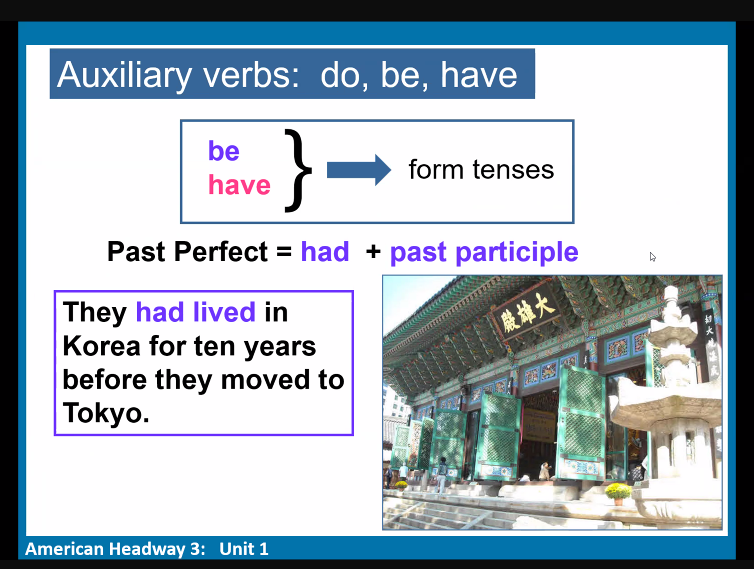 Auxiliary verbs: do, be, have
be
have
}
form tenses
Past Perfect = had + past participle
They had lived in
Korea for ten years
before they moved to
Tokyo.
大雄殿
American Headway 3: Unit 1